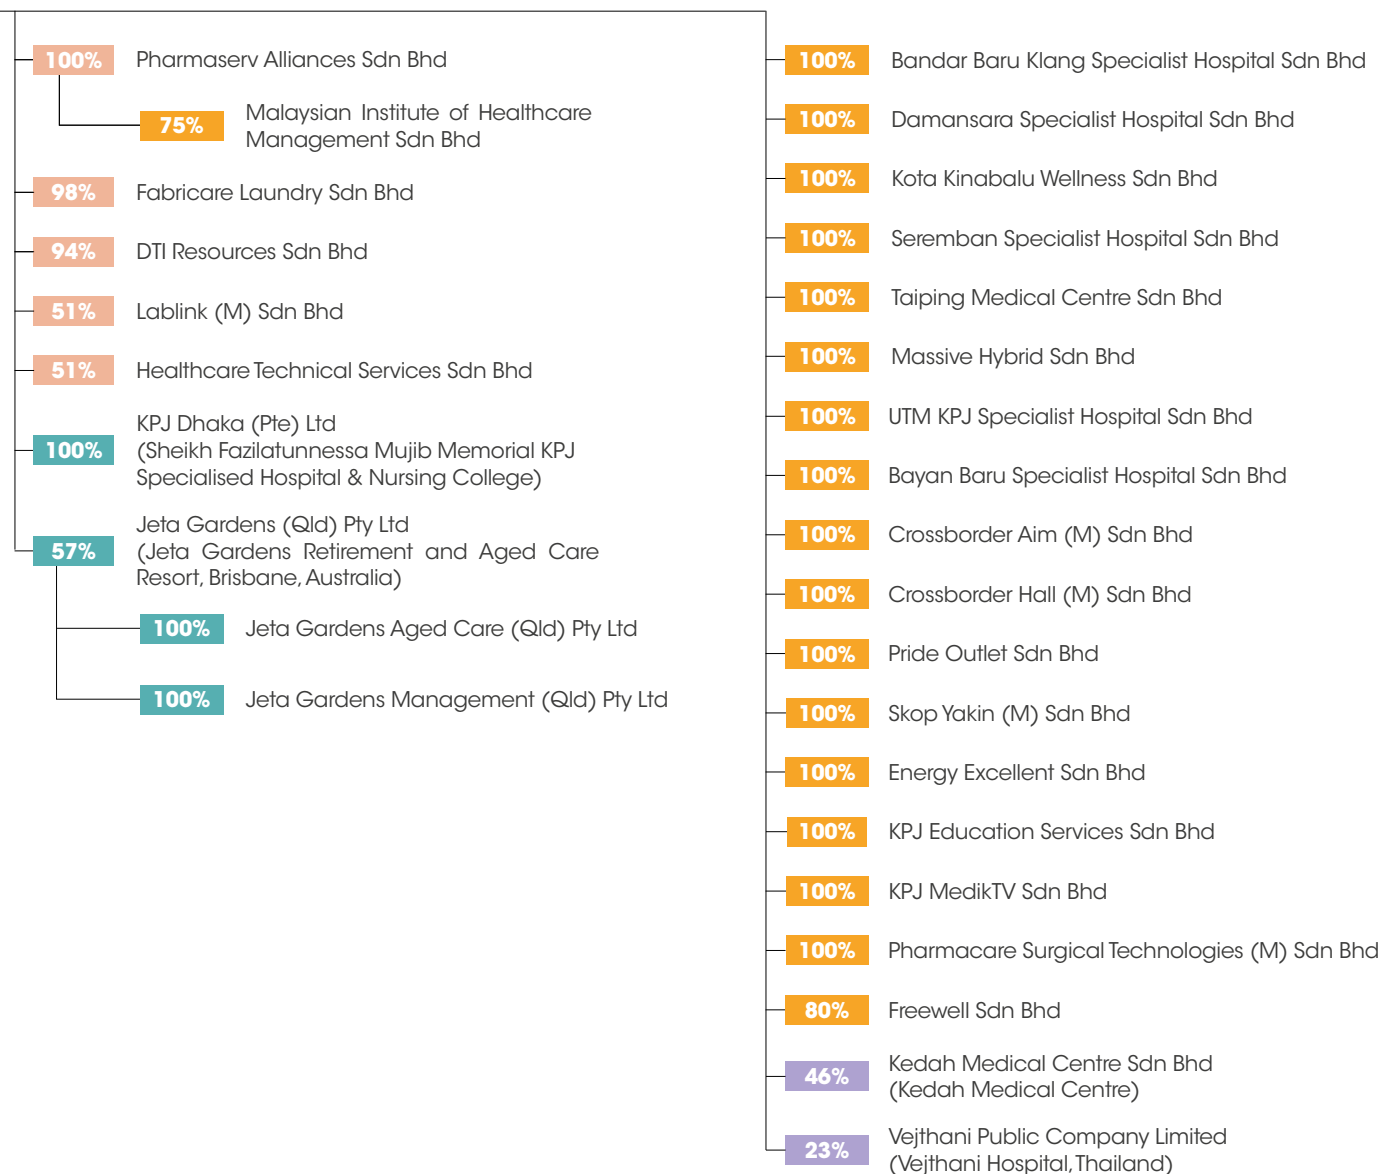 100% Pharmaserv Alliances Sdn Bhd
75% Malaysian Institute of Healthcare
Management Sdn Bhd
98% Fabricare Laundry Sdn Bhd
94% DTI Resources Sdn Bhd
51% Lablink (M) Sdn Bhd
51% Healthcare Technical Services Sdn Bhd
KPJ Dhaka (Pte) Ltd
100% (Sheikh Fazilatunnessa Mujib Memorial KPJ
Specialised Hospital & Nursing College)
Jeta Gardens (Qld) Pty Ltd
57% (Jeta Gardens Retirement and Aged Care
Resort, Brisbane, Australia)
100% Jeta Gardens Aged Care (Qld) Pty Ltd
100% Jeta Gardens Management (Qld) Pty Ltd
100% Bandar Baru Klang Specialist Hospital Sdn Bhd
100% Damansara Specialist Hospital Sdn Bhd
100% Kota Kinabalu Wellness Sdn Bhd
100% Seremban Specialist Hospital Sdn Bhd
100% Taiping Medical Centre Sdn Bhd
100% Massive Hybrid Sdn Bhd
100% UTM KPJ Specialist Hospital Sdn Bhd
100% Bayan Baru Specialist Hospital Sdn Bhd
100% Crossborder Aim (M) Sdn Bhd
100% Crossborder Hall (M) Sdn Bhd
100% Pride Outlet Sdn Bhd
100% Skop Yakin (M) Sdn Bhd
100% Energy Excellent Sdn Bhd
100% KPJ Education Services Sdn Bhd
100% KPJ MedikTV Sdn Bhd
100% Pharmacare Surgical Technologies (M) Sdn Bhd
80% Freewell Sdn Bhd
46% Kedah Medical Centre Sdn Bhd
(Kedah Medical Centre)
23% Vejthani Public Company Limited
(Vejthani Hospital, Thailand)